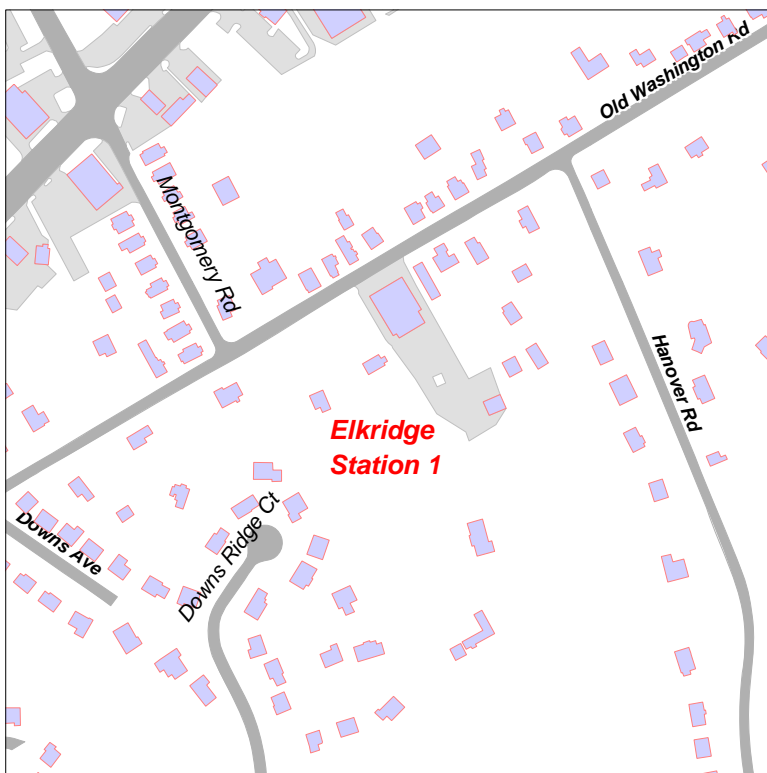 Old Washington Rd
Montgomery Rd
Hanover Rd
Elkridge
Station 1
Downs Ridge Ct
Downs Ave